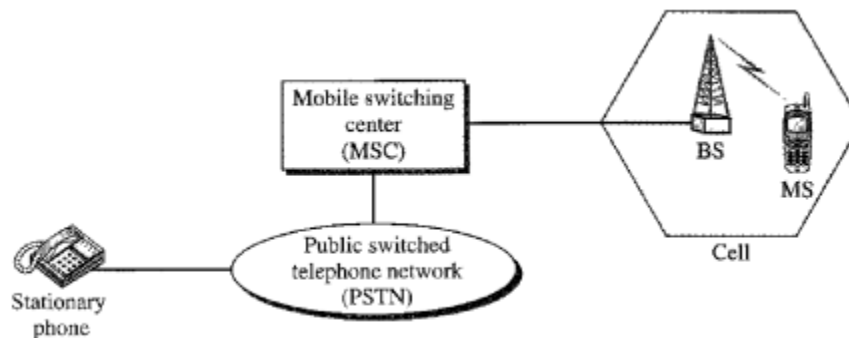 Mobile switching
center
(MSC)
BS
MS
Cell
Public switched
telephone network
(PSTN)
Stationary
phone